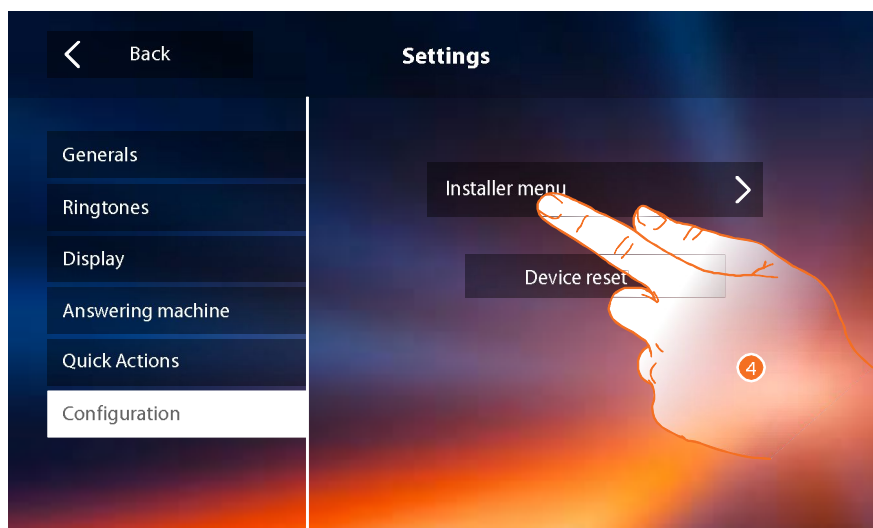 Back
Settings
Generals
Ringtones
Display
Answering machine
Quick Actions
Configuration
Installer menu
Device reset
4